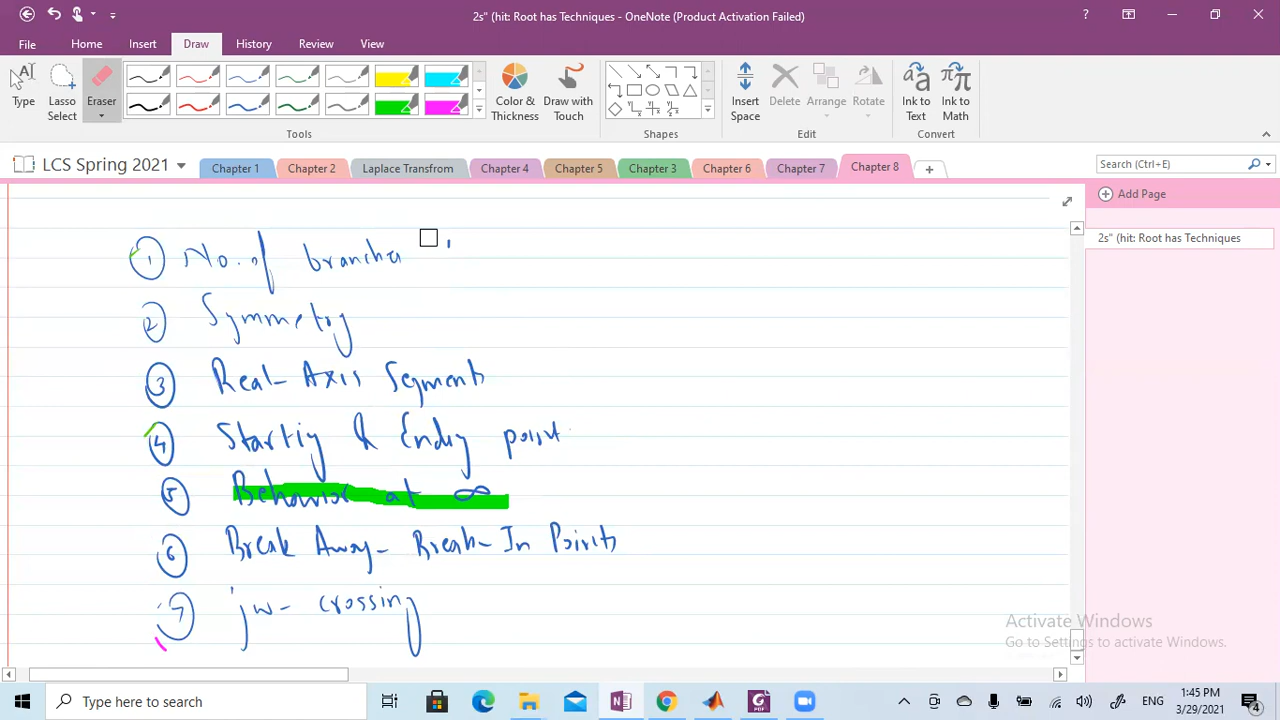 2s" (hit: Root has Techniques - OneNote (Product Activation Failed)
File Home Insert Draw History Review View
Type Lasso Select Eraser Color & Thickness Draw with Touch Insert Space Delete Arrange Rotate Ink to Text Ink to Math
Tools Shapes Edit Convert
LCS Spring 2021 Chapter 1 Chapter 2 Laplace Transfrom Chapter 4 Chapter 5 Chapter 3 Chapter 6 Chapter 7 Chapter 8 Search (Ctrl+E)
Add Page
2s" (hit: Root has Techniques
1 No. of branches
2 Symmetry
3 Real-Axis Segments
4 Starting & Ending point
5 Behavior at ∞
6 Break Away - Break-In Points
7 jw- crossing
Activate Windows
Go to Settings to activate Windows.
Type here to search
ENG 1:45 PM
3/29/2021
4